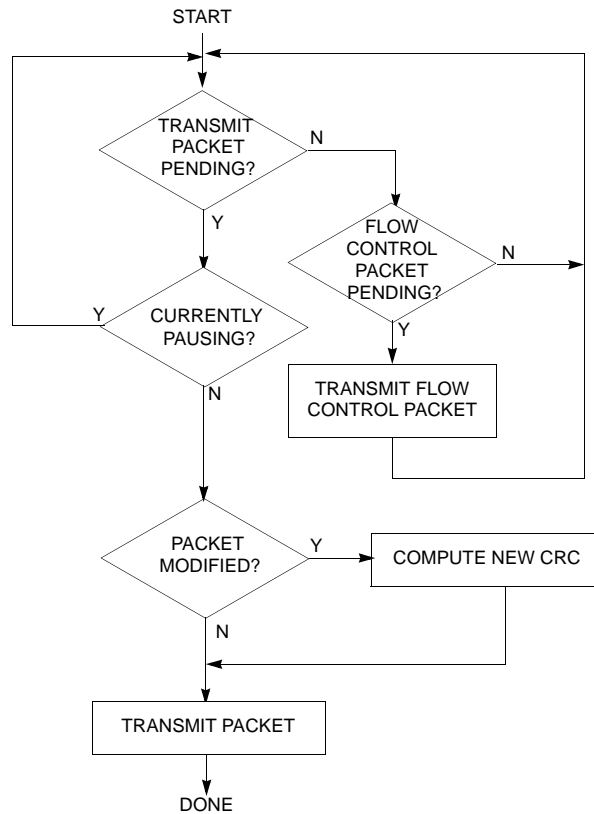 START
TRANSMIT
PACKET
PENDING?
N
Y
FLOW
CONTROL
PACKET
PENDING?
N
Y
CURRENTLY
PAUSING?
Y
N
TRANSMIT FLOW
CONTROL PACKET
PACKET
MODIFIED?
Y
COMPUTE NEW CRC
N
TRANSMIT PACKET
DONE